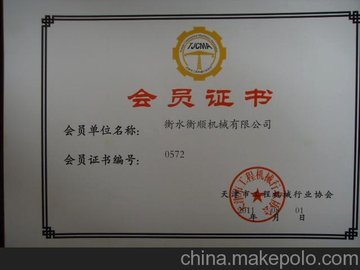 TJCMA
会员证书
会员单位名称：
衡水衡顺机械有限公司
会员证书编号：
0572
天津市工程机械行业协会
年 月 01
china.makepolo.com